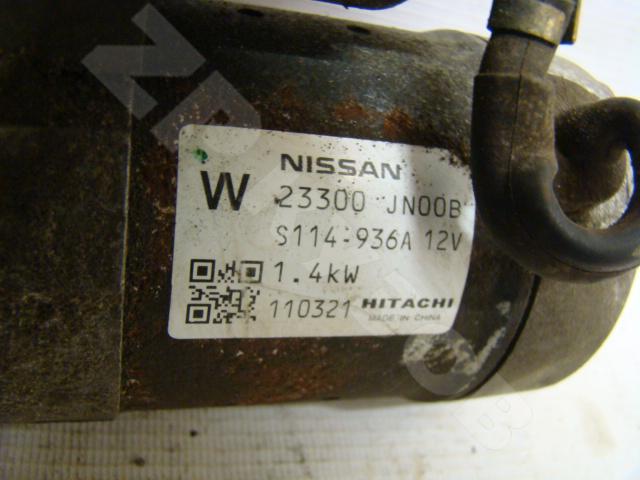 NISSAN
W 23300 JN00B
S114-936A 12V
1.4kW
110321 HITACHI
MADE IN CHINA